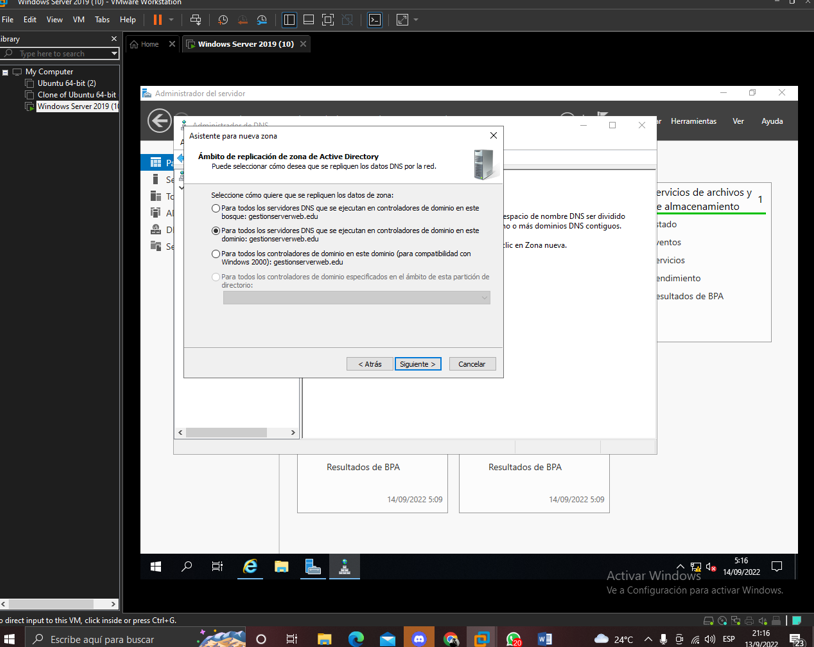 Windows Server 2019 (10) - VMware Workstation
File Edit View VM Tabs Help
Library
Type here to search
Home
Windows Server 2019 (10)
My Computer
Ubuntu 64-bit (2)
Clone of Ubuntu 64-bit
Windows Server 2019 (10
Administrador del servidor
Herramientas Ver Ayuda
Administrador de DNS
Asistente para nueva zona
Ámbito de replicación de zona de Active Directory
Puede seleccionar cómo desea que se repliquen los datos DNS por la red.
Seleccione cómo quiere que se repliquen los datos de zona:
Para todos los servidores DNS que se ejecutan en controladores de dominio en este
bosque: gestionserverweb.edu
Para todos los servidores DNS que se ejecutan en controladores de dominio en este
dominio: gestionserverweb.edu
Para todos los controladores de dominio en este dominio (para compatibilidad con
Windows 2000): gestionserverweb.edu
Para todos los controladores de dominio especificados en el ámbito de esta partición de
directorio:
< Atrás
Siguiente >
Cancelar
espacio de nombre DNS ser dividido
no o más dominios DNS contiguos.
clic en Zona nueva.
ervicios de archivos y
e almacenamiento
1
stado
ventos
ervicios
endimiento
esultados de BPA
Resultados de BPA
14/09/2022 5:09
Resultados de BPA
14/09/2022 5:09
5:16
14/09/2022
Activar Windows
Ve a Configuración para activar Windows.
o direct input to this VM, click inside or press Ctrl+G.
Escribe aquí para buscar
20
24°C
ESP
21:16
13/9/2022
23